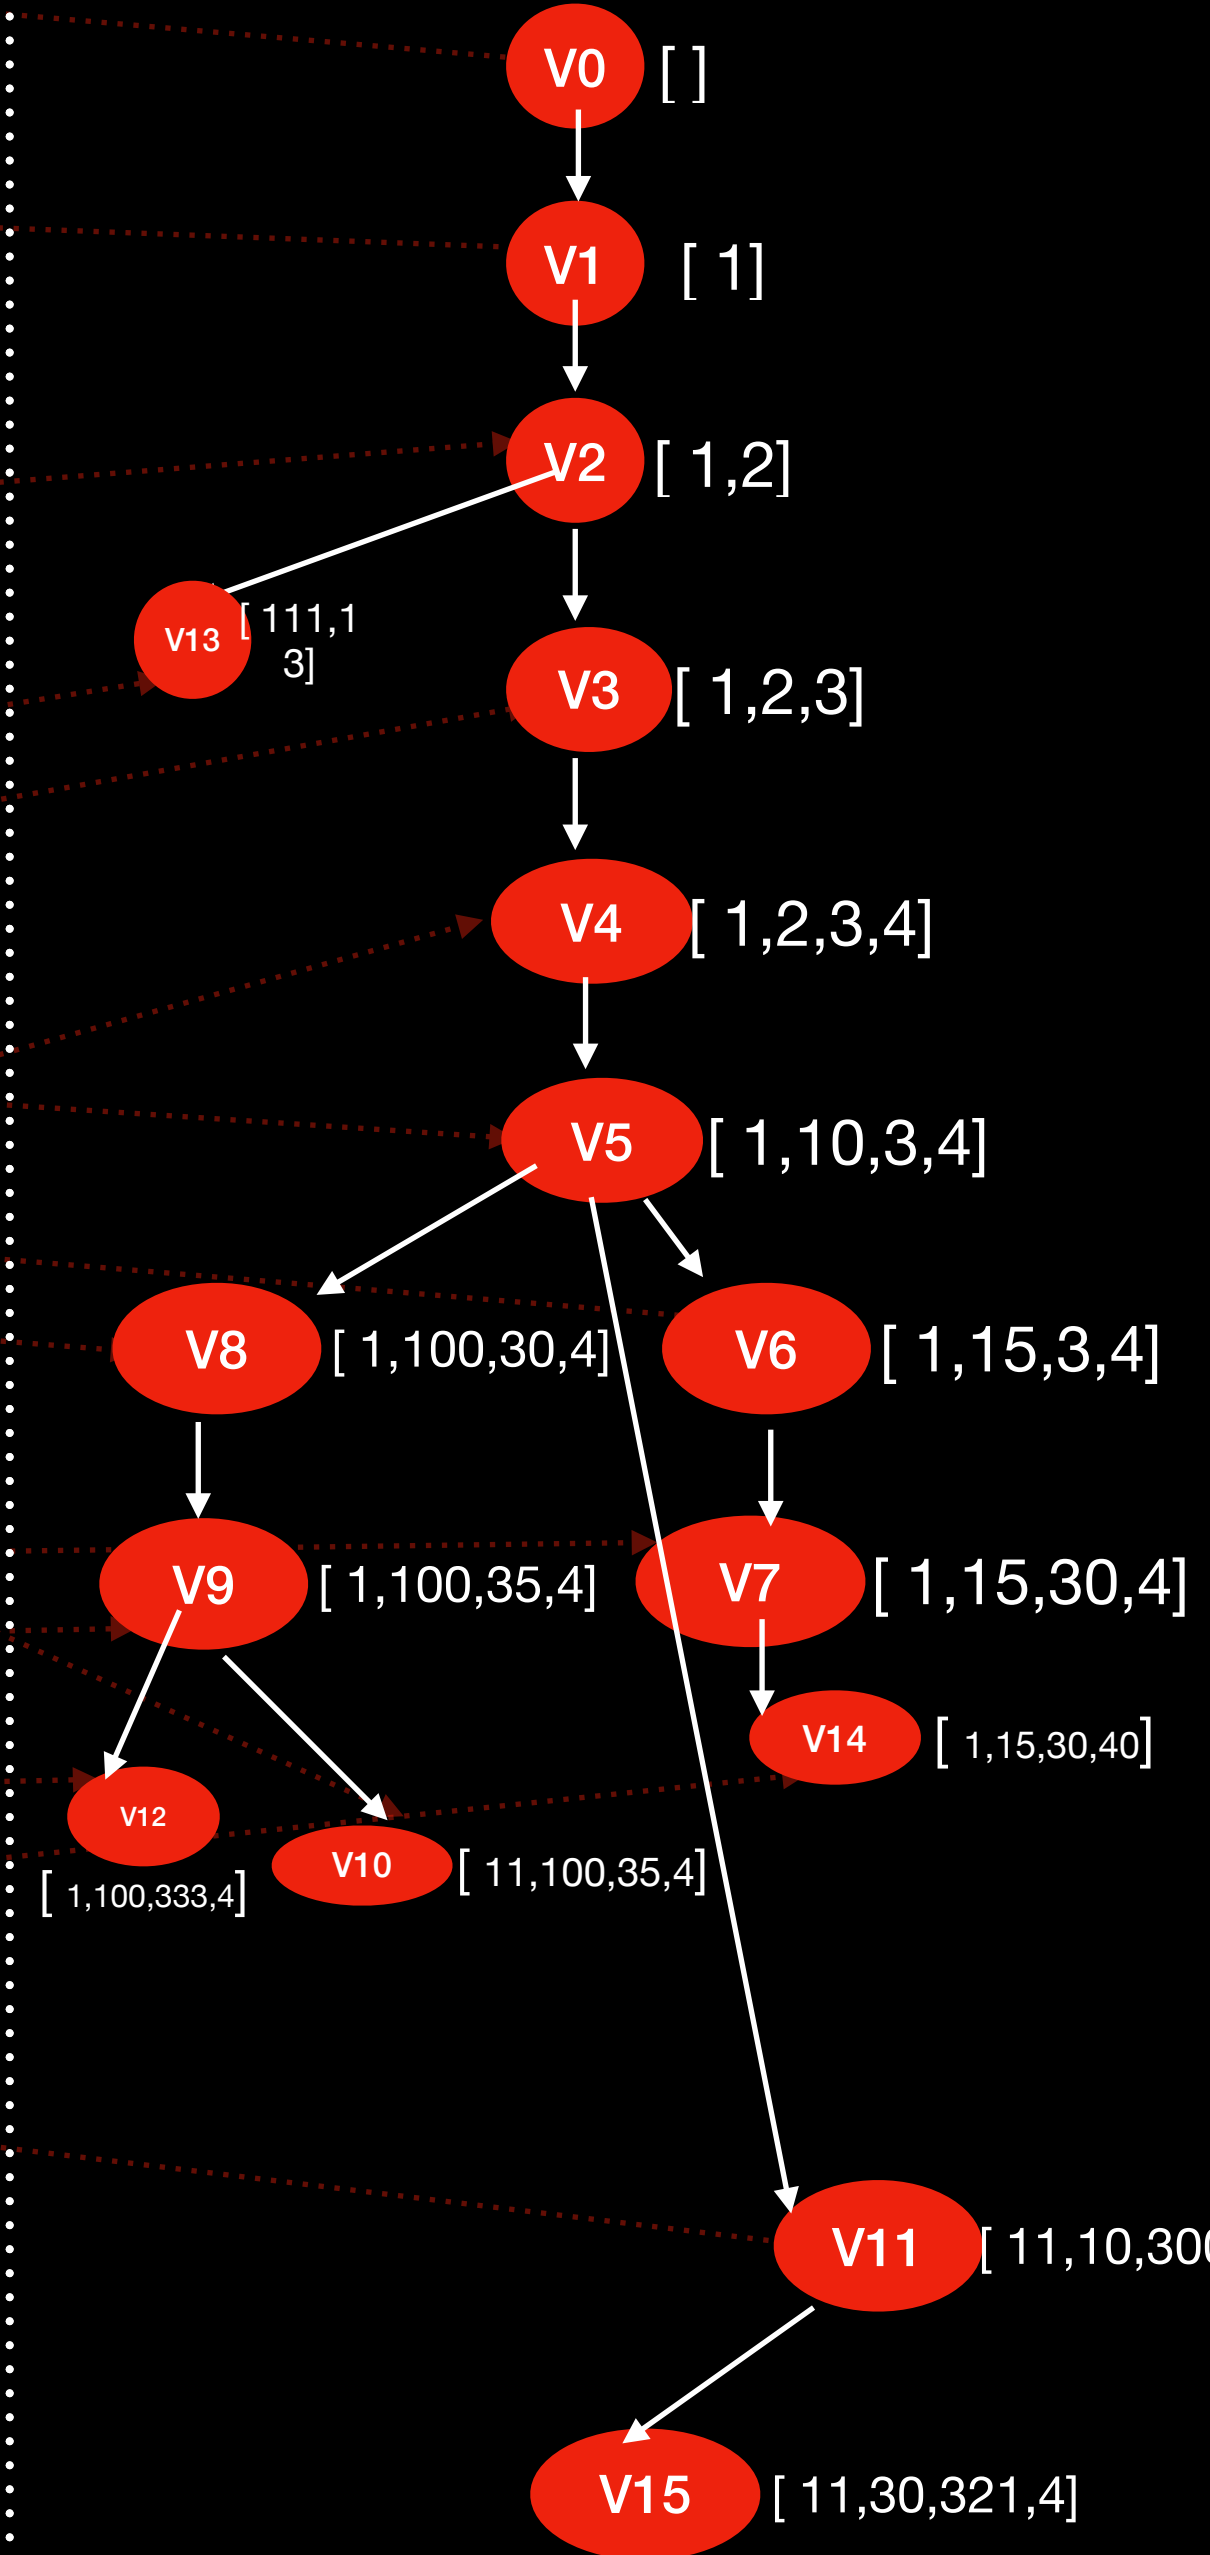 V0 [ ]
V1 [ 1]
V2 [ 1,2]
V13 [ 111,1
3]
V3 [ 1,2,3]
V4 [ 1,2,3,4]
V5 [ 1,10,3,4]
V8 [ 1,100,30,4] V6 [ 1,15,3,4]
V9 [ 1,100,35,4] V7 [ 1,15,30,4]
V14 [ 1,15,30,40]
V12 V10 [ 11,100,35,4]
[ 1,100,333,4]
V11 [ 11,10,300
V15 [ 11,30,321,4]